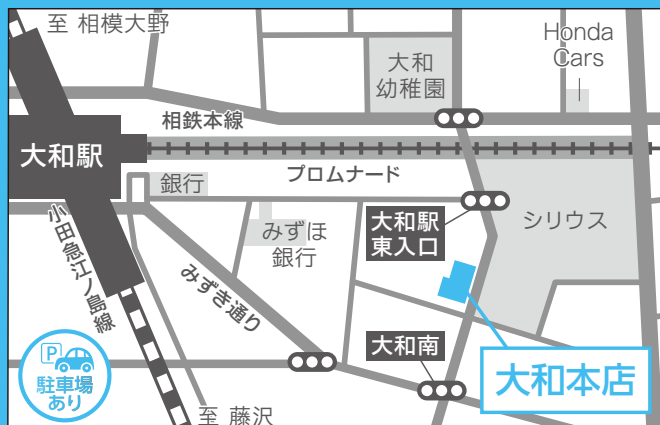 至 相模大野
Honda
Cars
大和
幼稚園
相鉄本線
大和駅
プロムナード
銀行
大和駅
東入口
シリウス
みずほ
銀行
小田急江ノ島線
みずき通り
大和南
大和本店
P
駐車場
あり
至 藤沢